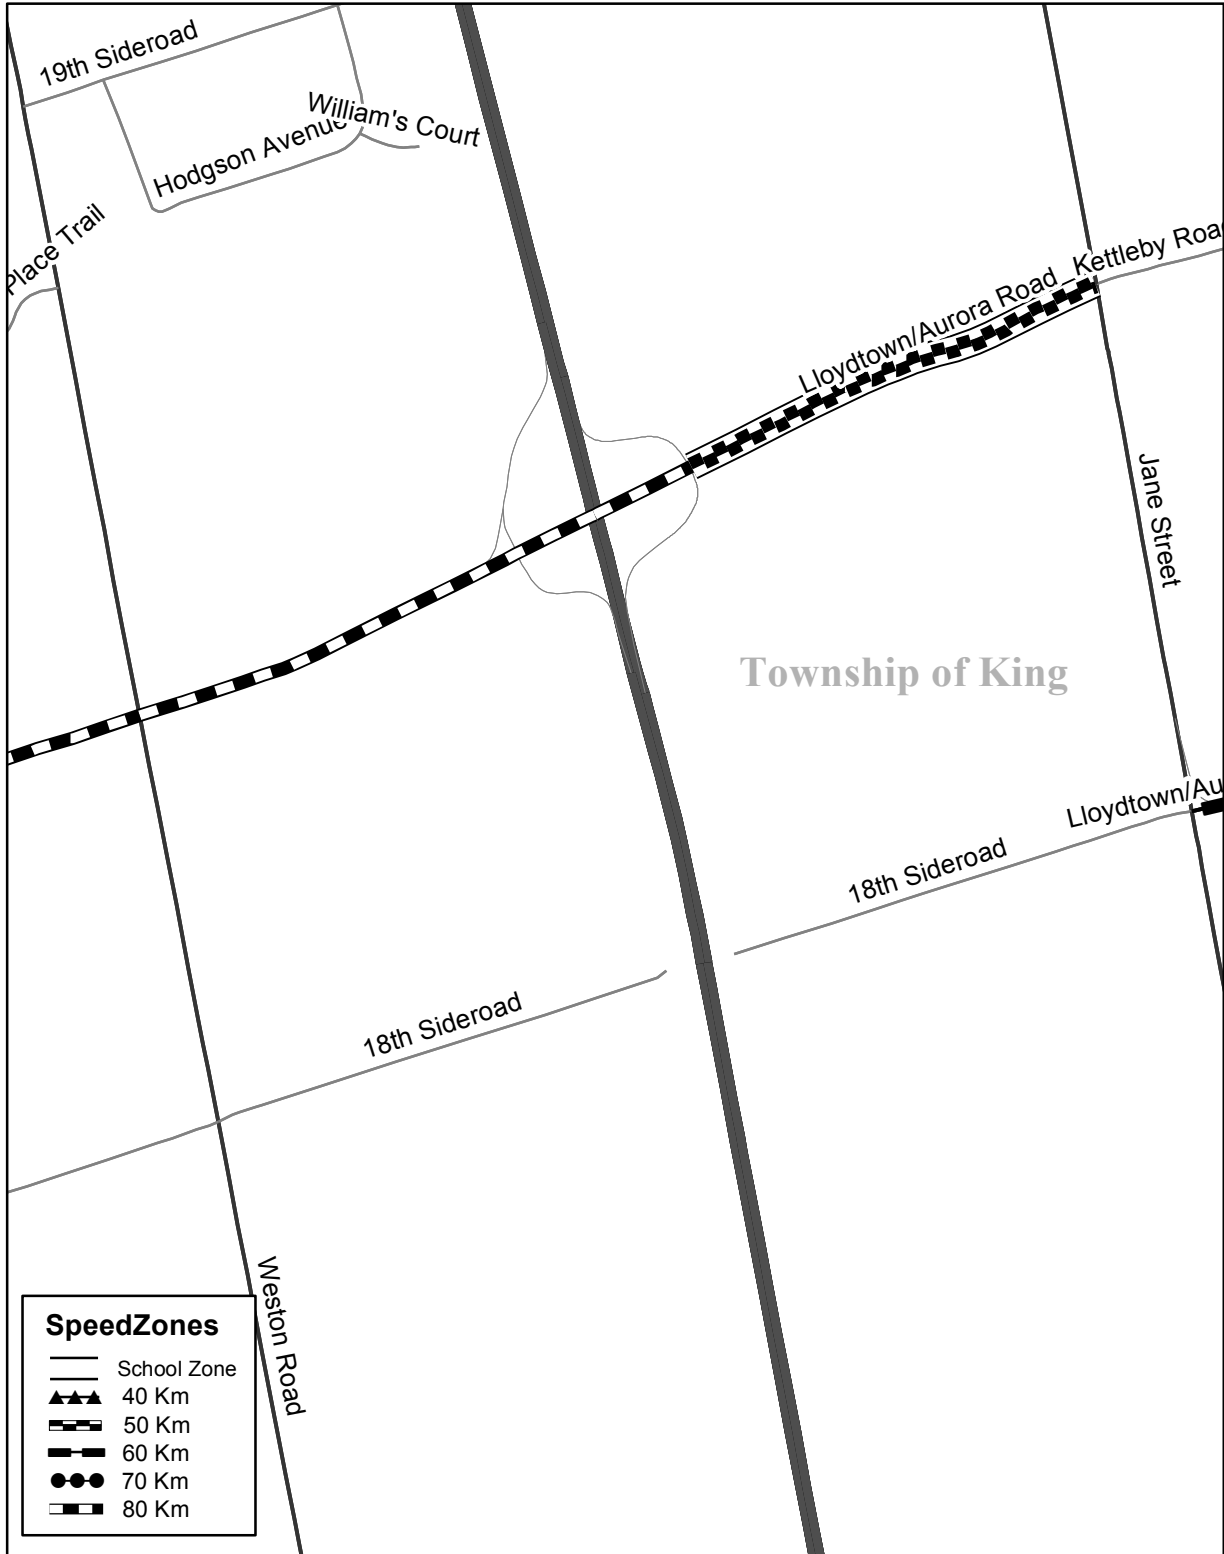 19th Sideroad
William's Court
Hodgson Avenue
Place Trail
Kettleby Road
Lloydtown/Aurora Road
Jane Street
Township of King
Lloydtown/Au
18th Sideroad
18th Sideroad
Weston Road
SpeedZones
School Zone
40 Km
50 Km
60 Km
70 Km
80 Km